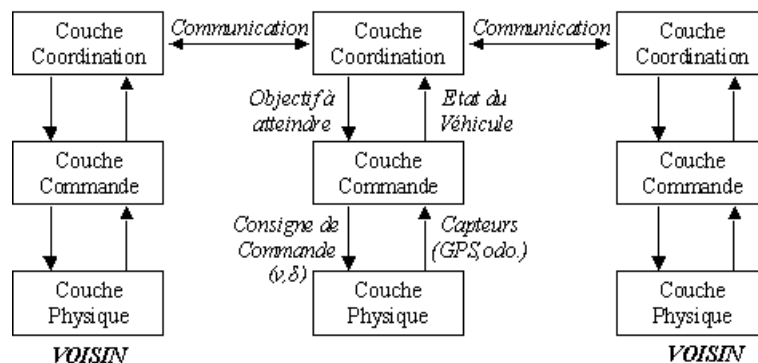 Couche
Coordination
Communication
Couche
Coordination
Communication
Couche
Coordination
Objectif à
atteindre
Etat du
Véhicule
Couche
Commande
Couche
Commande
Couche
Commande
Consigne de
Commande
(v,δ)
Capteurs
(GPS,odo.)
Couche
Physique
Couche
Physique
Couche
Physique
VOISIN
VOISIN